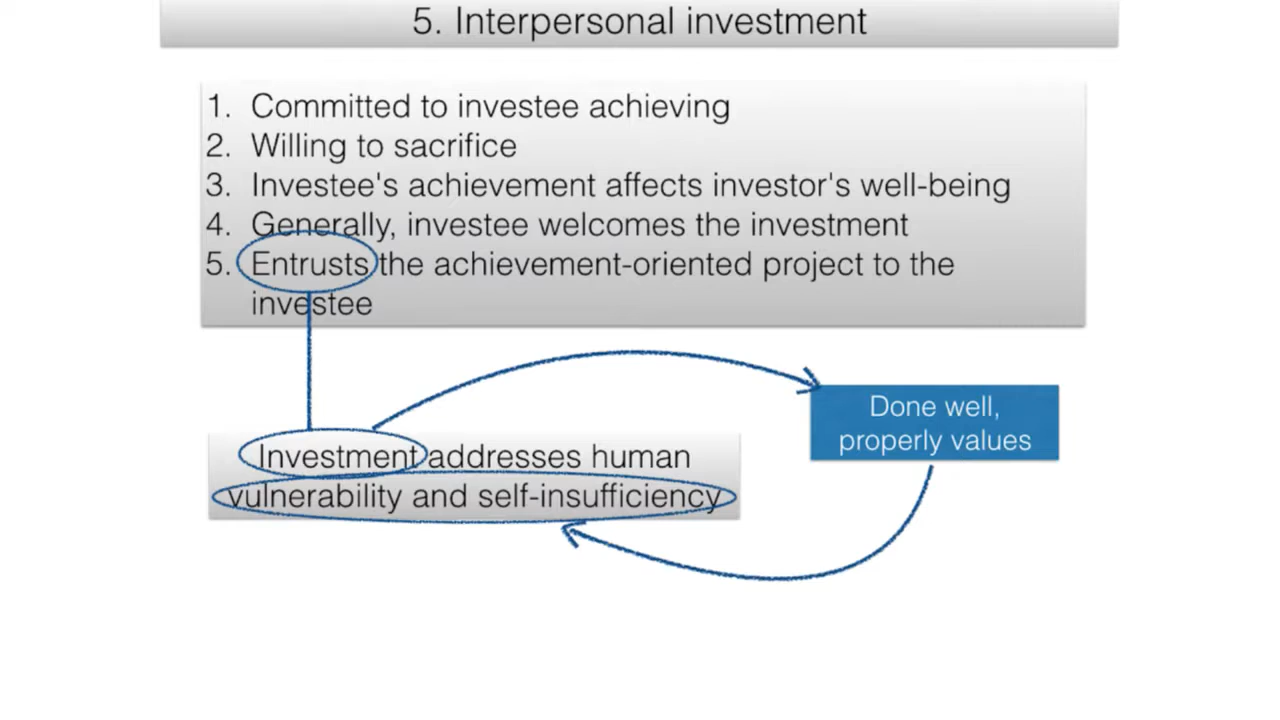 5. Interpersonal investment
1. Committed to investee achieving
2. Willing to sacrifice
3. Investee's achievement affects investor's well-being
4. Generally, investee welcomes the investment
5. Entrusts the achievement-oriented project to the
investee
Done well,
properly values
Investment addresses human
vulnerability and self-insufficiency